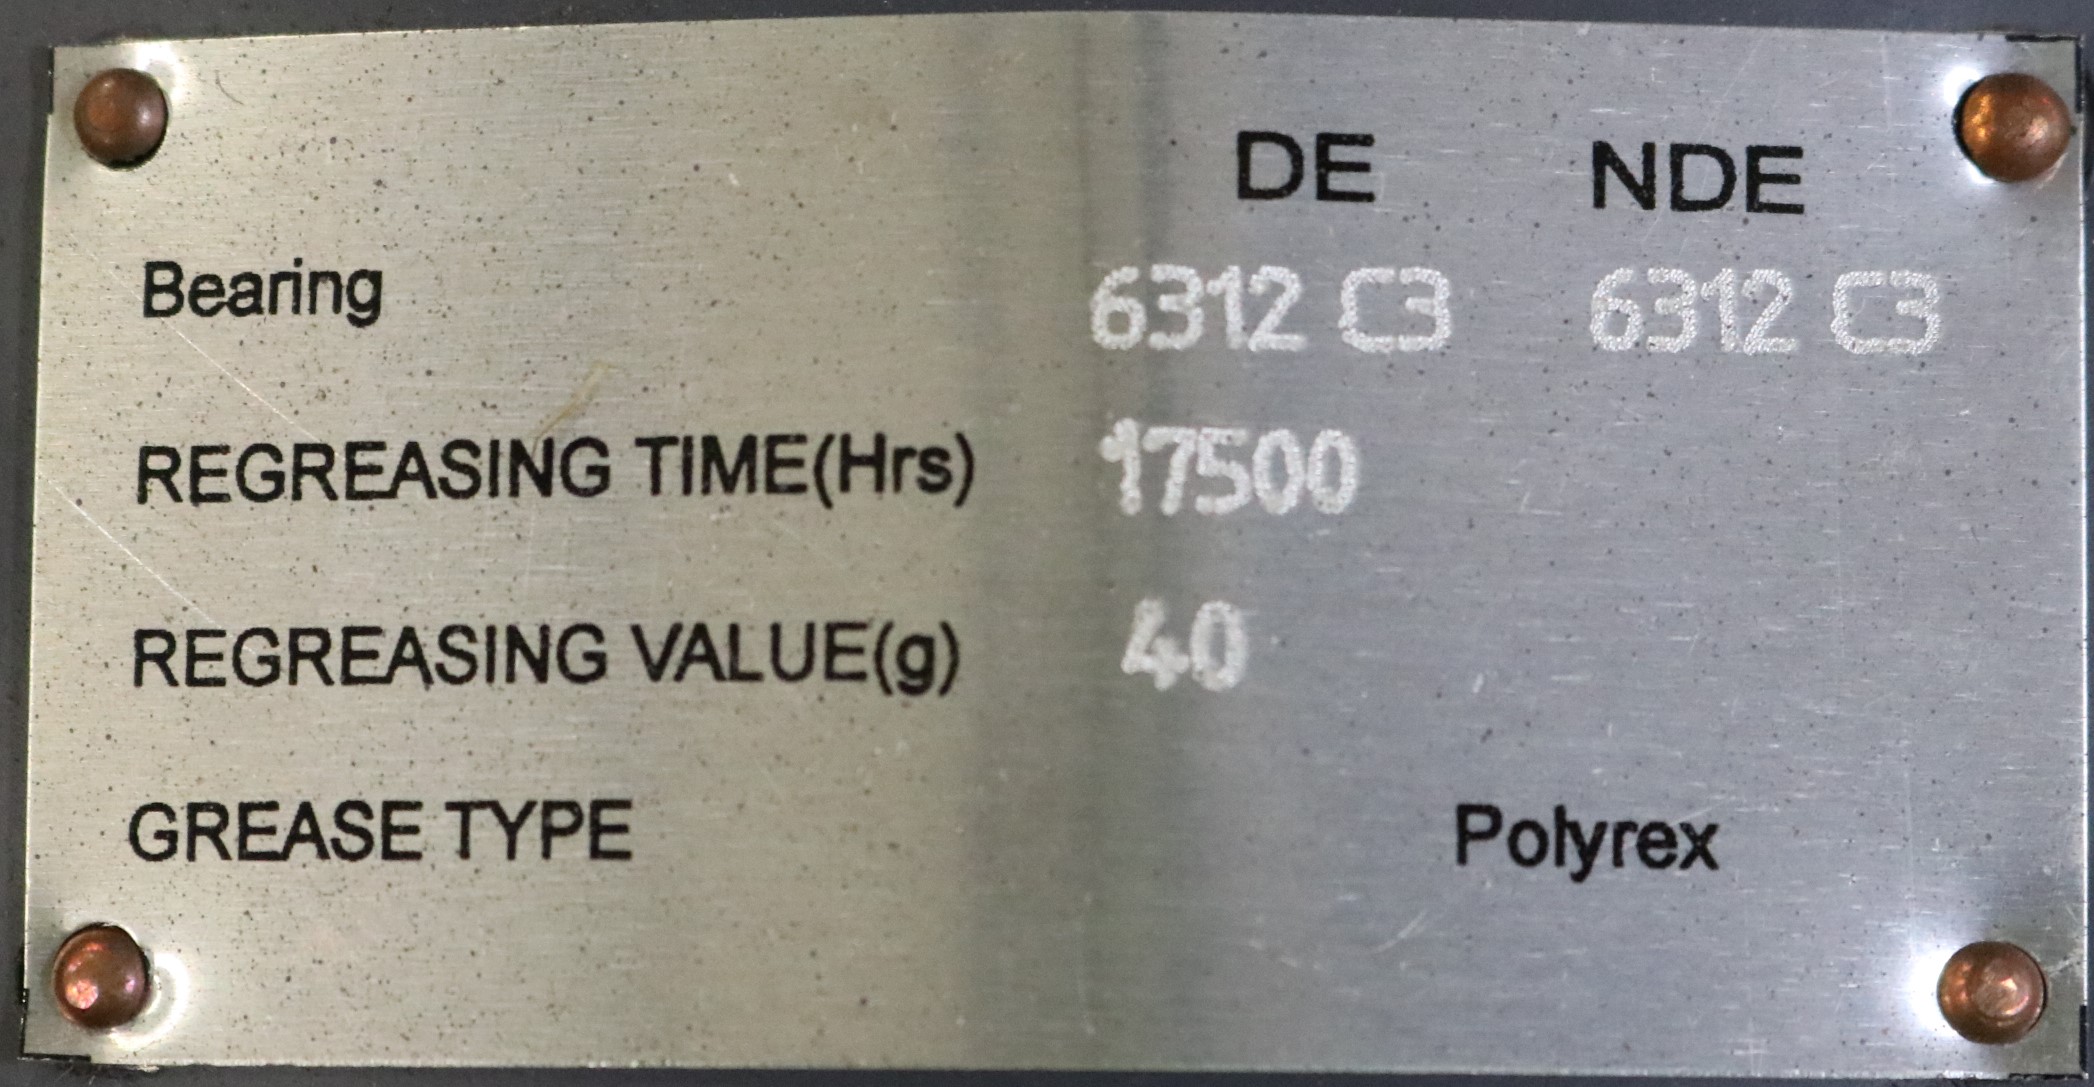 DE NDE
Bearing 6312 C3 6312 C3
REGREASING TIME(Hrs) 17500
REGREASING VALUE(g) 40
GREASE TYPE Polyrex